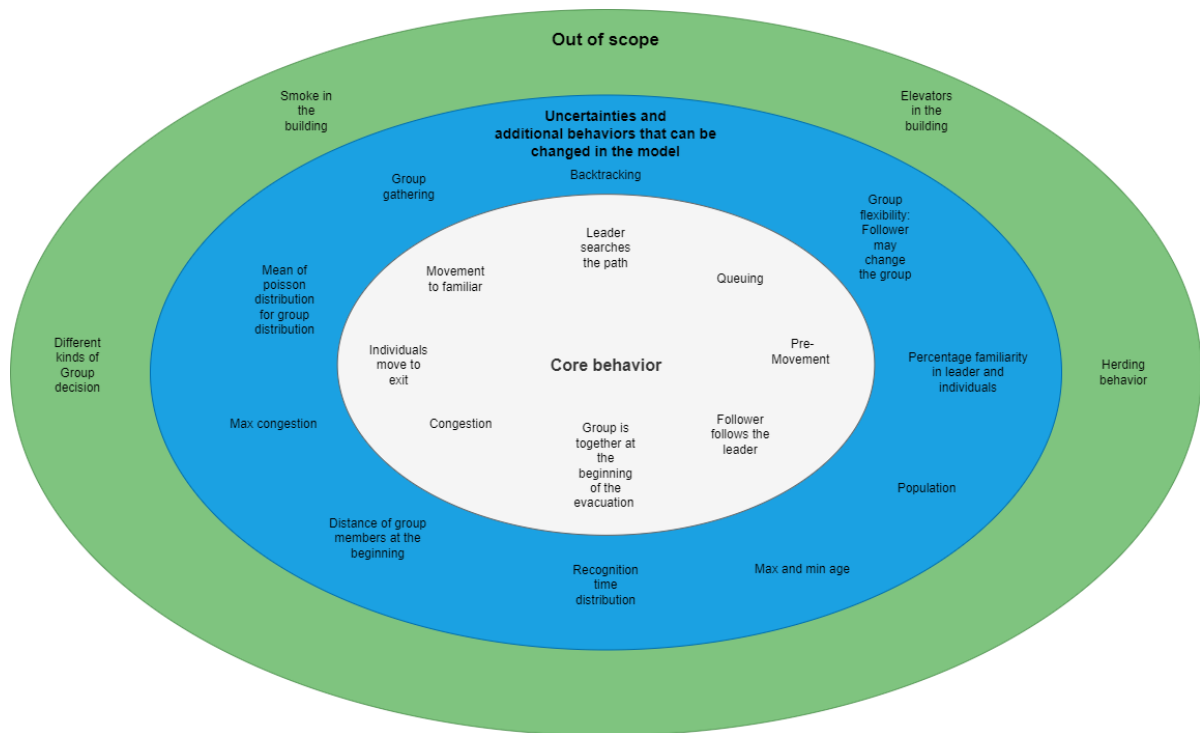 Out of scope
Smoke in
the
building
Elevators
in the
building
Uncertainties and
additional behaviors that can be
changed in the model
Backtracking
Group
gathering
Group
flexibility:
Follower
may
change
the group
Leader
searches
the path
Movement
to familiar
Queuing
Mean of
poisson
distribution
for group
distribution
Different
kinds of
Group
decision
Individuals
move to
exit
Core behavior
Pre-
Movement
Percentage familiarity
in leader and
individuals
Herding
behavior
Max congestion
Congestion
Group is
together at
the
beginning
of the
evacuation
Follower
follows the
leader
Population
Distance of group
members at the
beginning
Recognition
time
distribution
Max and min age